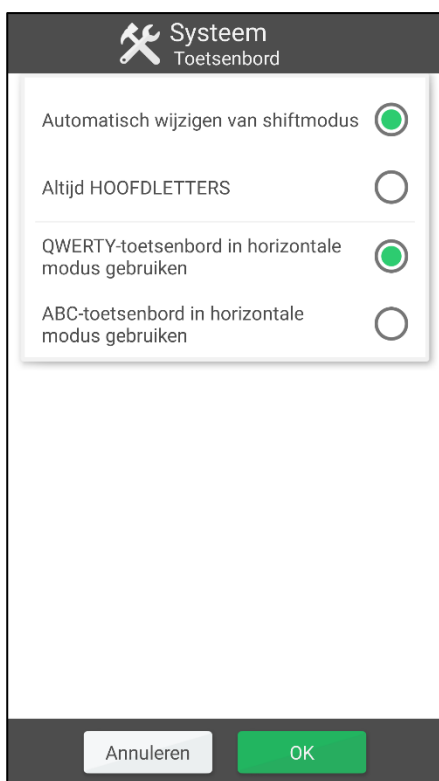 Systeem
Toetsenbord
Automatisch wijzigen van shiftmodus
Altijd HOOFDLETTERS
QWERTY-toetsenbord in horizontale
modus gebruiken
ABC-toetsenbord in horizontale
modus gebruiken
Annuleren
OK